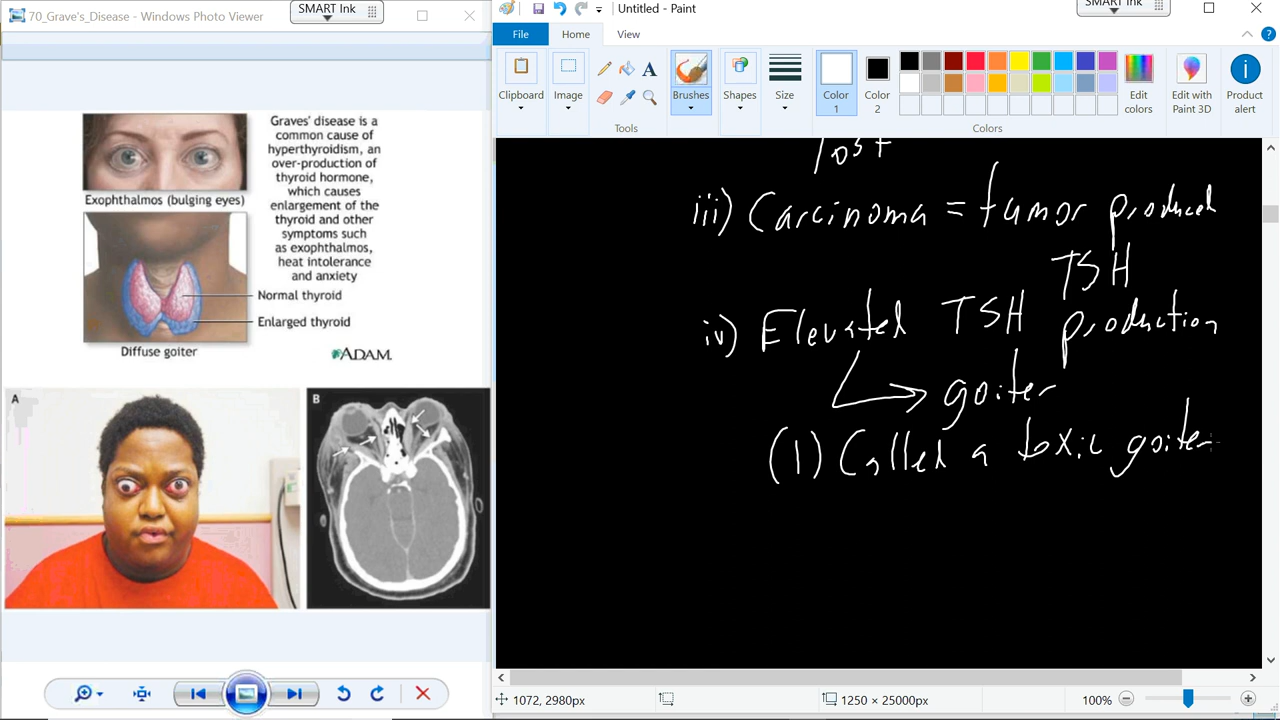 70_Grave's_Disease - Windows Photo Viewer
SMART Ink
Graves' disease is a
common cause of
hyperthyroidism, an
over-production of
thyroid hormone,
which causes
enlargement of the
thyroid and other
symptoms such
as exophthalmos,
heat intolerance
and anxiety
Exophthalmos (bulging eyes)
Normal thyroid
Enlarged thyroid
Diffuse goiter
ADAM.
A
B
Untitled - Paint
SMART Ink
File
Home
View
Clipboard
Image
Tools
Brushes
Shapes
Size
Color
1
Color
2
Edit
colors
Edit with
Paint 3D
Product
alert
Colors
lost
iii) Carcinoma = tumor produced
TSH
iv) Elevated TSH production
goiter
(1) Called a toxic goiter
1072, 2980px
1250 × 25000px
100%